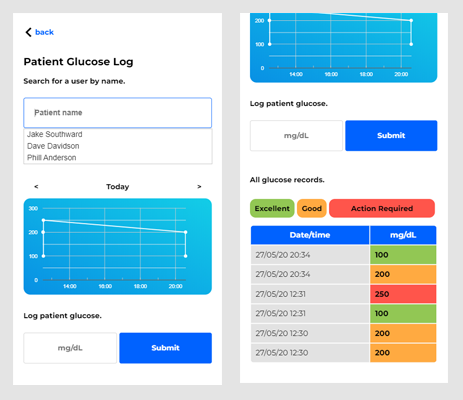 back
Patient Glucose Log
Search for a user by name.
Patient name
Jake Southward
Dave Davidson
Phill Anderson
< Today >
300
200
100
0
14:00 16:00 18:00 20:00
Log patient glucose.
mg/dL Submit
200
100
0
14:00 16:00 18:00 20:00
Log patient glucose.
mg/dL Submit
All glucose records.
Excellent Good Action Required
Date/time mg/dL
27/05/20 20:34 100
27/05/20 20:34 200
27/05/20 12:31 250
27/05/20 12:31 100
27/05/20 12:30 200
27/05/20 12:30 200